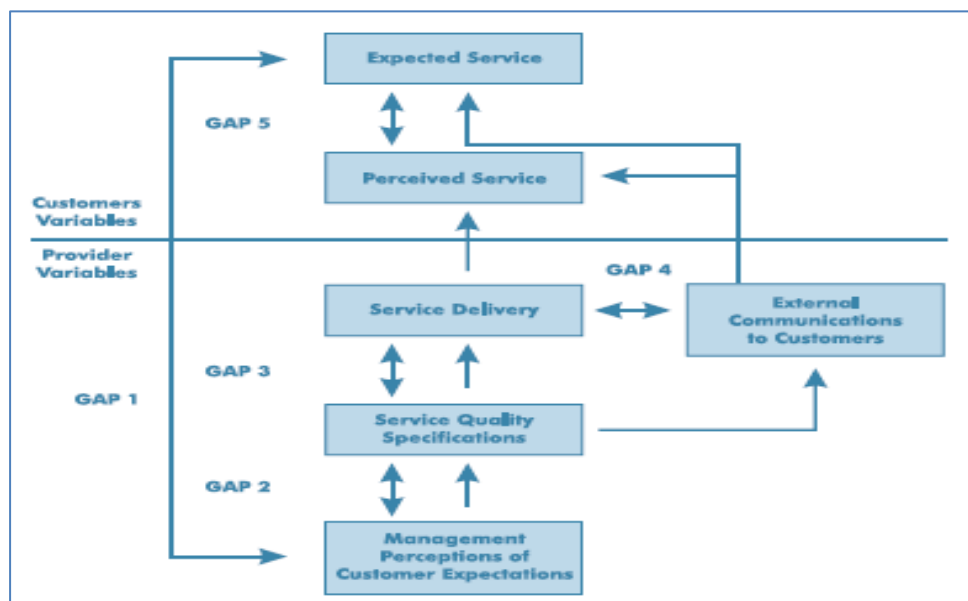 Expected Service
GAP 5
Perceived Service
Customers
Variables
Provider
Variables
GAP 4
Service Delivery
External
Communications
to Customers
GAP 3
GAP 1
Service Quality
Specifications
GAP 2
Management
Perceptions of
Customer Expectations